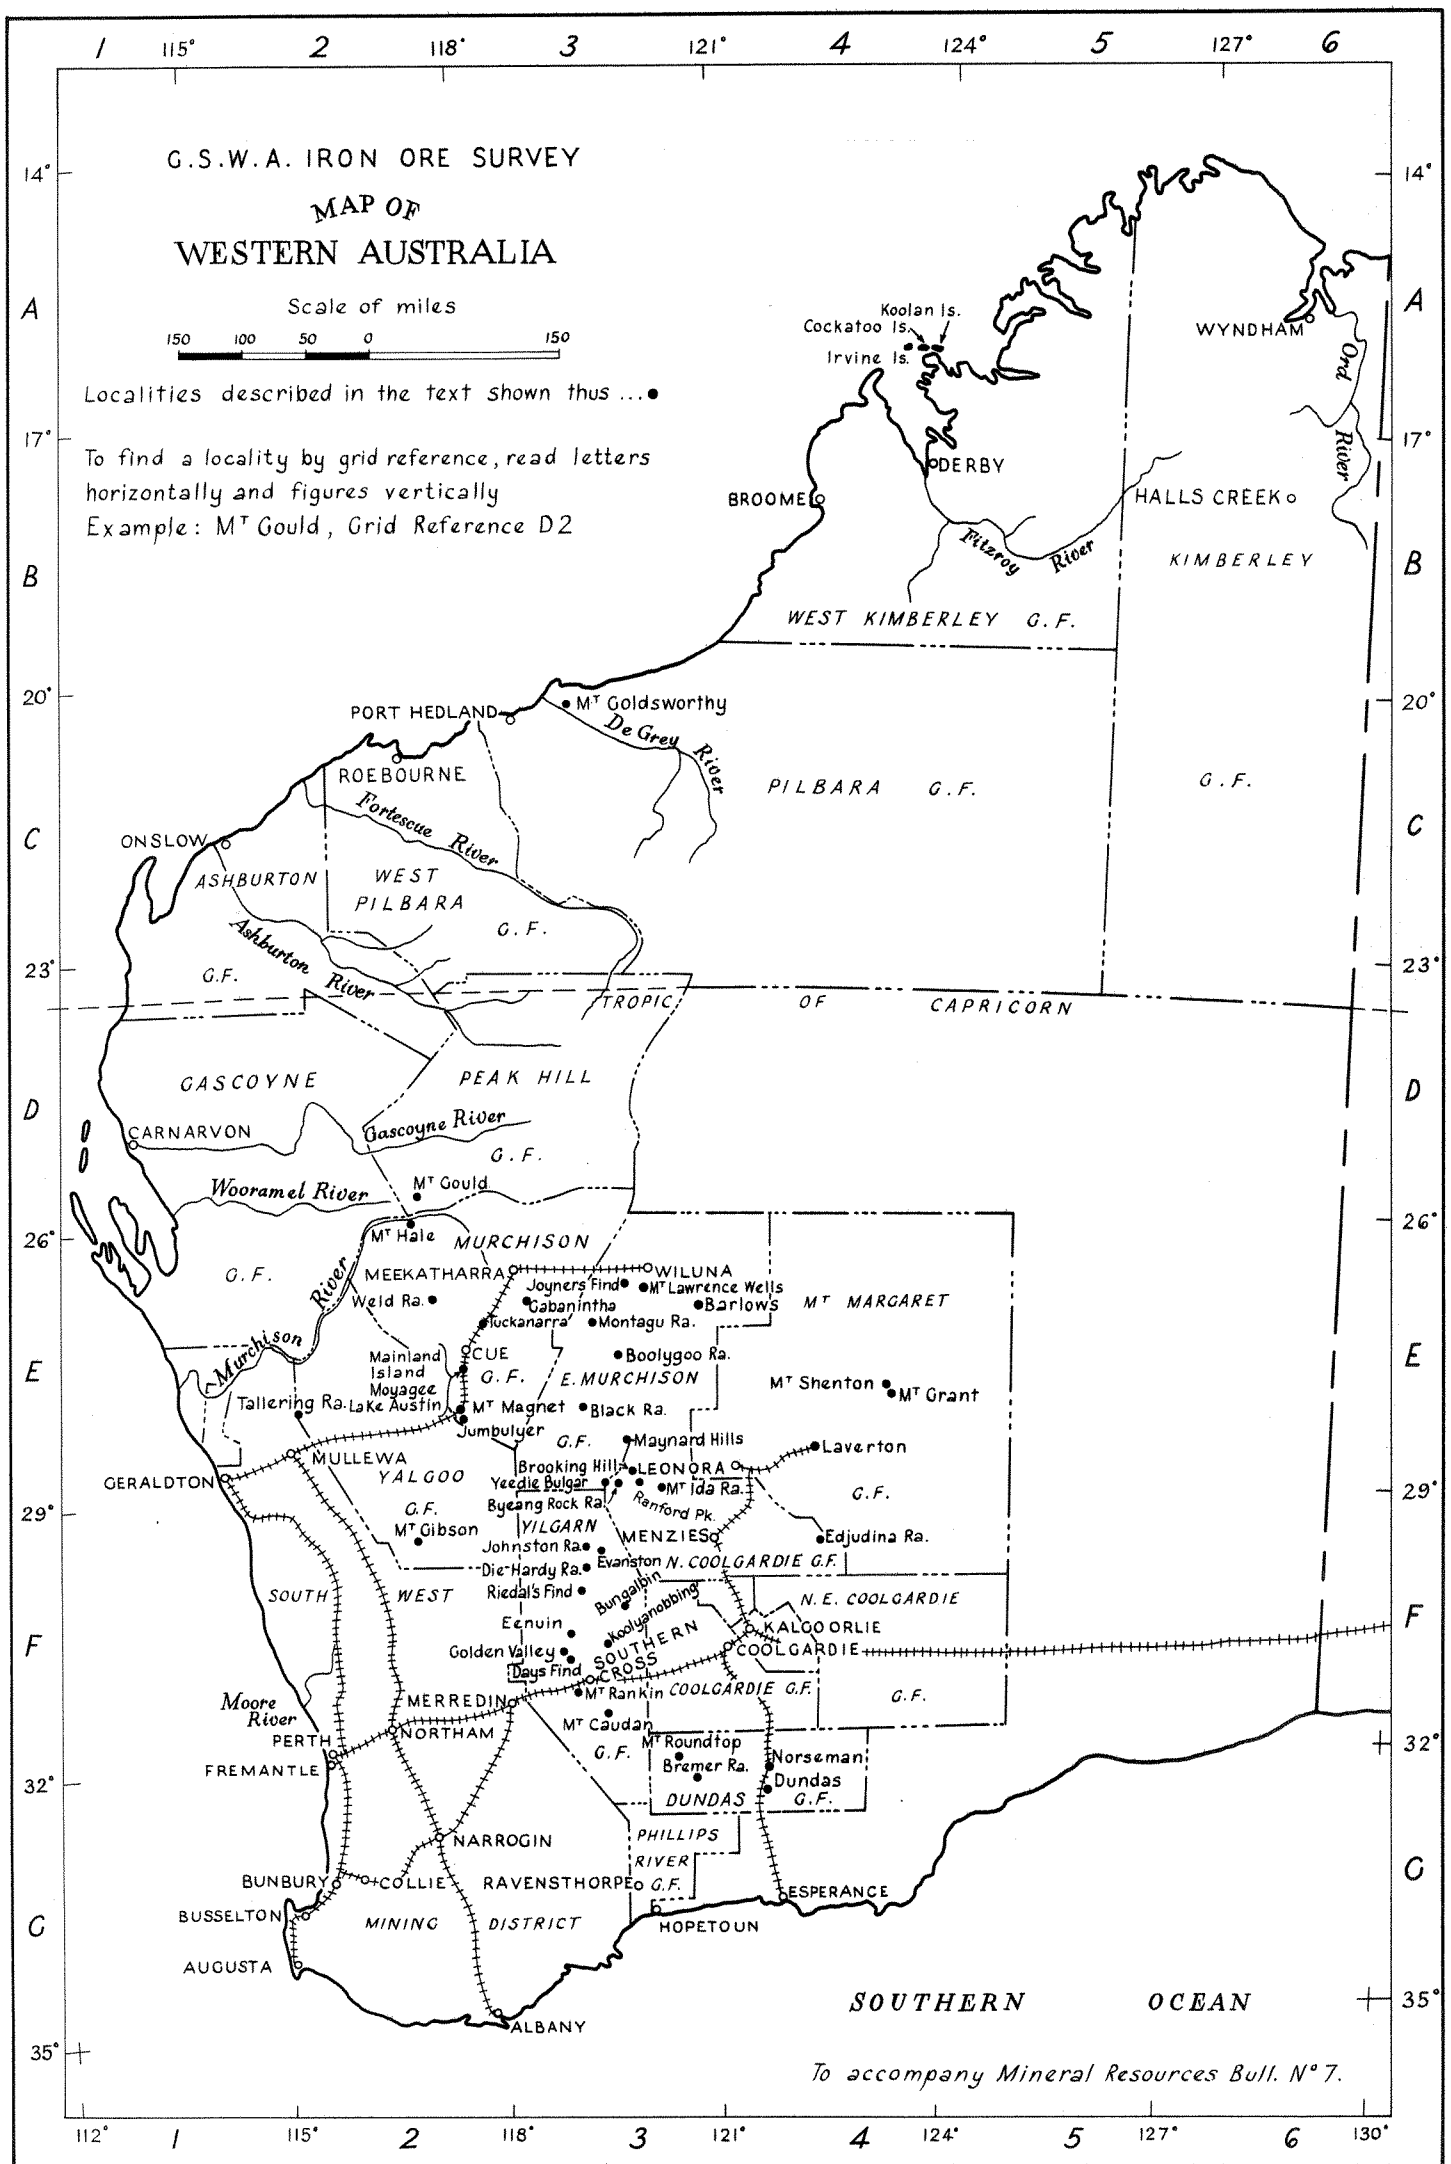 1 115° 2 118° 3 121° 4 124° 5 127° 6
G.S.W.A. IRON ORE SURVEY
MAP OF
WESTERN AUSTRALIA
Scale of miles
150 100 50 0 150
Localities described in the text shown thus ...
To find a locality by grid reference, read letters
horizontally and figures vertically
Example: Mᵀ Gould, Grid Reference D2
14°
14°
A
A
Koolan Is.
Cockatoo Is.
Irvine Is.
WYNDHAM
Ord
River
17°
17°
DERBY
BROOME
HALLS CREEK
Fitzroy
River
B
B
KIMBERLEY
WEST KIMBERLEY G.F.
20°
20°
Mᵀ Goldsworthy
PORT HEDLAND
De Grey
River
ROEBOURNE
PILBARA G.F.
G.F.
Fortescue
River
C
C
ONSLOW
ASHBURTON
WEST
PILBARA
G.F.
Ashburton
River
G.F.
23°
23°
TROPIC OF CAPRICORN
GASCOYNE
PEAK HILL
D
D
Gascoyne River
CARNARVON
G.F.
Mᵀ Gould
Wooramel River
26°
26°
Mᵀ Hale
MURCHISON
G.F.
River
MEEKATHARRA
WILUNA
Joyners Find
Mᵀ Lawrence Wells
Weld Ra.
Gabanintha
Barlows
Mᵀ MARGARET
Tuckanarra
Montagu Ra.
Murchison
Mainland
Island
Moyagee
CUE
Boolygoo Ra.
E
E
G.F.
E. MURCHISON
Mᵀ Shenton
Mᵀ Grant
Tallering Ra.
Lake Austin
Mᵀ Magnet
Black Ra.
Jumbulyer
G.F.
Maynard Hills
Laverton
MULLEWA
Brooking Hill
LEONORA
GERALDTON
YALGOO
Yeedie Bulgar
Mᵀ Ida Ra.
G.F.
Byeang Rock Ra.
Ranford Pk.
G.F.
29°
29°
Mᵀ Gibson
YILGARN
MENZIES
Edjudina Ra.
Johnston Ra.
Evanston
N. COOLGARDIE G.F.
Die-Hardy Ra.
SOUTH
WEST
Riedal's Find
Bungalbin
N.E. COOLGARDIE
Koolyanobbing
Eenuin
KALGOORLIE
F
F
Golden Valley
SOUTHERN
CROSS
COOLGARDIE
Days Find
Mᵀ Rankin
COOLGARDIE G.F.
G.F.
Moore
River
MERREDIN
Mᵀ Caudan
NORTHAM
PERTH
G.F.
Mᵀ Roundtop
32°
FREMANTLE
Bremer Ra.
Norseman
32°
Dundas
DUNDAS
G.F.
PHILLIPS
RIVER
G.F.
NARROGIN
BUNBURY
COLLIE
RAVENSTHORPE
G
ESPERANCE
BUSSELTON
G
MINING DISTRICT
HOPETOUN
AUGUSTA
SOUTHERN OCEAN
35°
ALBANY
35°
To accompany Mineral Resources Bull. Nº 7.
112° 1 115° 2 118° 3 121° 4 124° 5 127° 6 130°